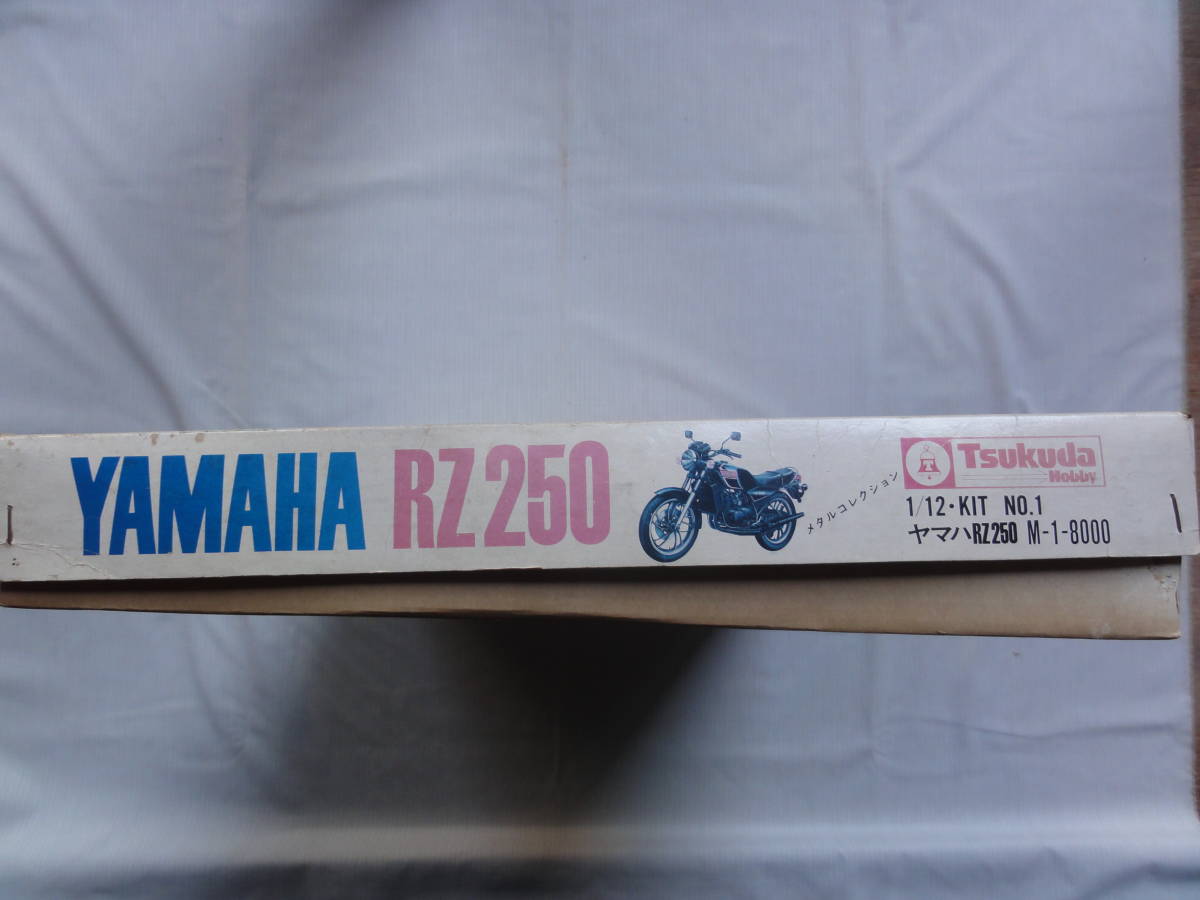 YAMAHA RZ250
メタルコレクション
Tsukuda
Hobby
1/12・KIT NO.1
ヤマハRZ250 M-1-8000